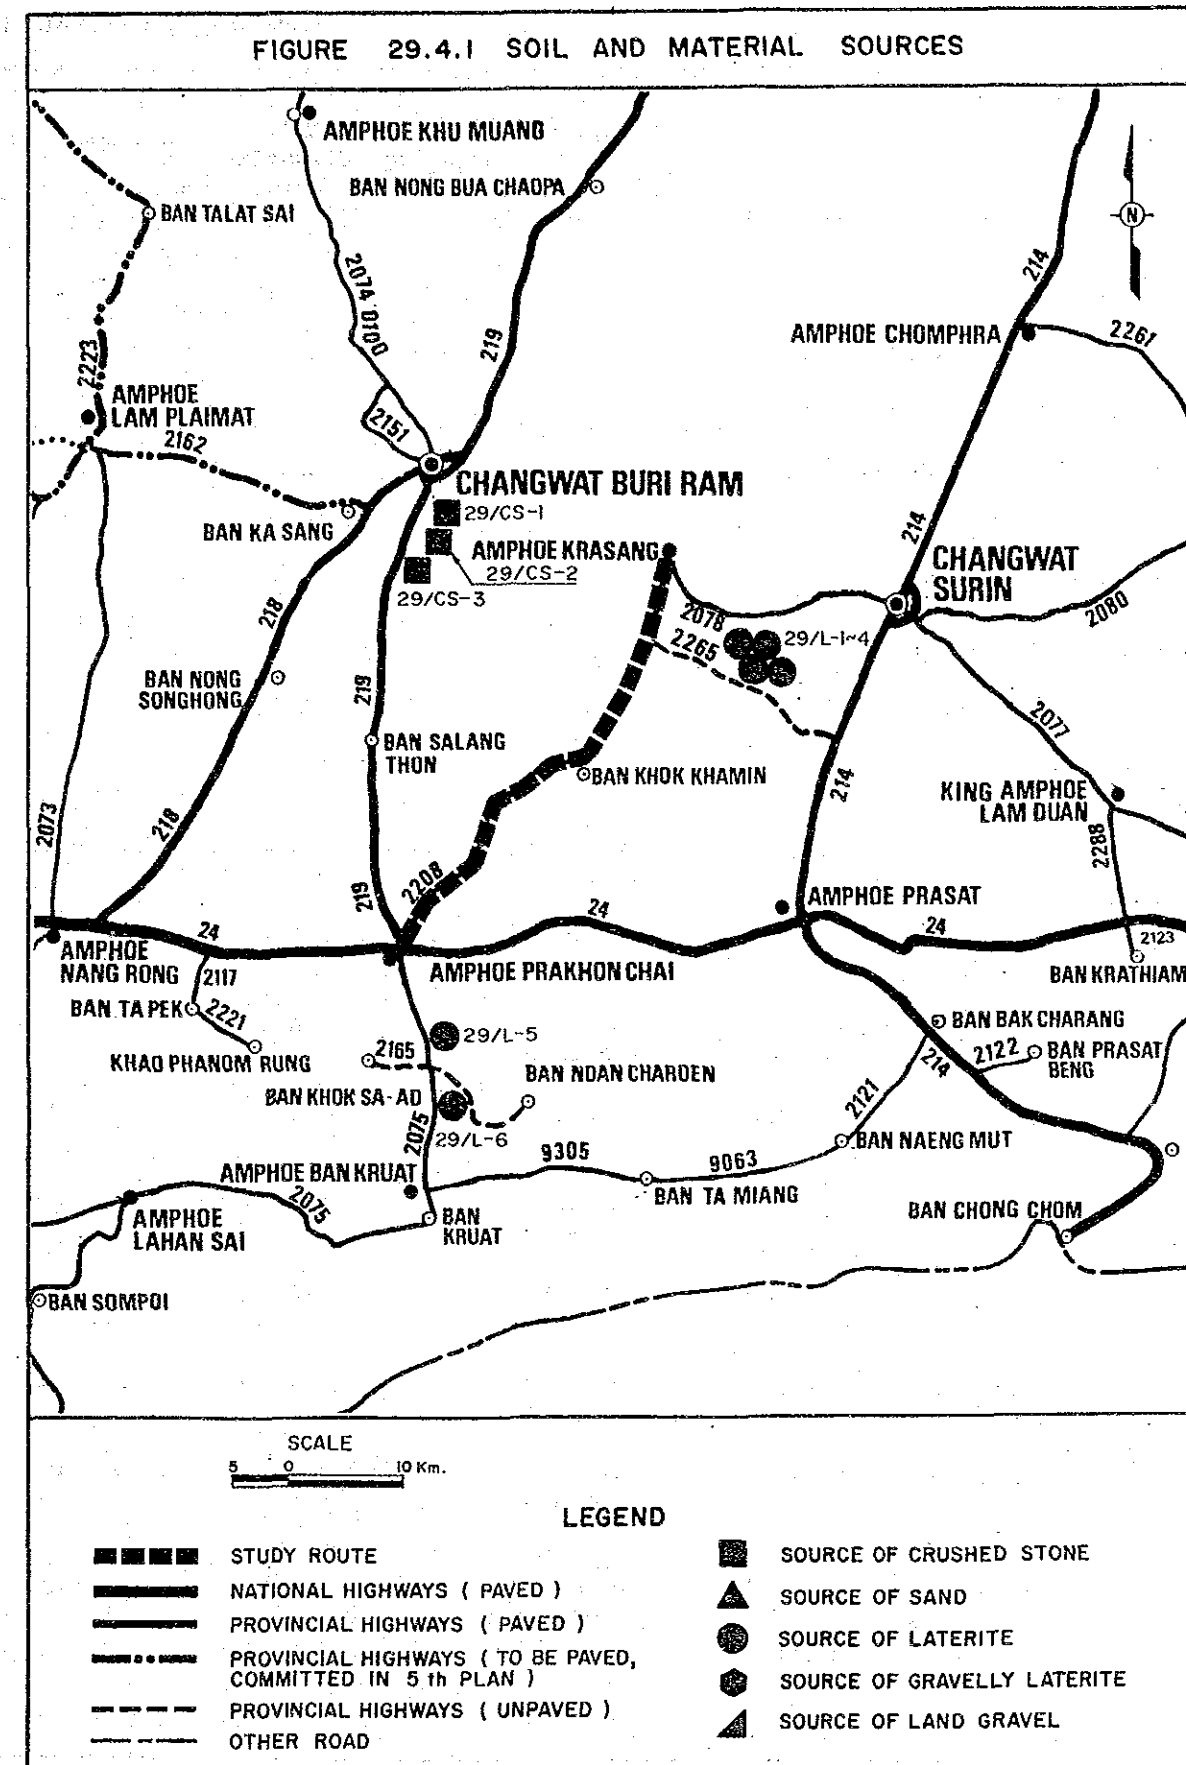 FIGURE 29.4.1 SOIL AND MATERIAL SOURCES
AMPHOE KHU MUANG
BAN NONG BUA CHAOPA
BAN TALAT SAI
N
2074 0100
214
219
AMPHOE CHOMPHRA
2261
2223
AMPHOE
LAM PLAIMAT
2162
2151
CHANGWAT BURI RAM
29/CS-1
BAN KA SANG
AMPHOE KRASANG
29/CS-2
29/CS-3
214
CHANGWAT
SURIN
2080
218
2078
2265
29/L-1~4
BAN NONG
SONGHONG
219
2077
BAN SALANG
THON
BAN KHOK KHAMIN
214
KING AMPHOE
LAM DUAN
2073
218
2288
2208
219
AMPHOE PRASAT
24
24
24
2123
AMPHOE
NANG RONG
2117
AMPHOE PRAKHON CHAI
BAN KRATHIAM
BAN TA PEK
2221
29/L-5
BAN BAK CHARANG
KHAO PHANOM RUNG
2165
BAN NOAN CHAROEN
214
2122
BAN PRASAT
BENG
BAN KHOK SA-AD
2121
2075
29/L-6
BAN NAENG MUT
9305
9063
AMPHOE BAN KRUAT
2075
BAN TA MIANG
BAN CHONG CHOM
AMPHOE
LAHAN SAI
BAN
KRUAT
BAN SOMPOI
SCALE
5 0 10 Km.
LEGEND
STUDY ROUTE
NATIONAL HIGHWAYS ( PAVED )
PROVINCIAL HIGHWAYS ( PAVED )
PROVINCIAL HIGHWAYS ( TO BE PAVED,
COMMITTED IN 5 th PLAN )
PROVINCIAL HIGHWAYS ( UNPAVED )
OTHER ROAD
SOURCE OF CRUSHED STONE
SOURCE OF SAND
SOURCE OF LATERITE
SOURCE OF GRAVELLY LATERITE
SOURCE OF LAND GRAVEL